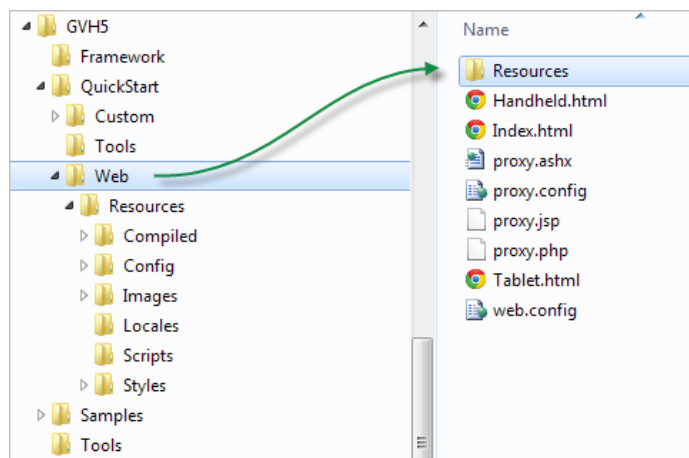 GVH5
Framework
QuickStart
Custom
Tools
Web
Resources
Compiled
Config
Images
Locales
Scripts
Styles
Samples
Tools
Name
Resources
Handheld.html
Index.html
proxy.ashx
proxy.config
proxy.jsp
proxy.php
Tablet.html
web.config